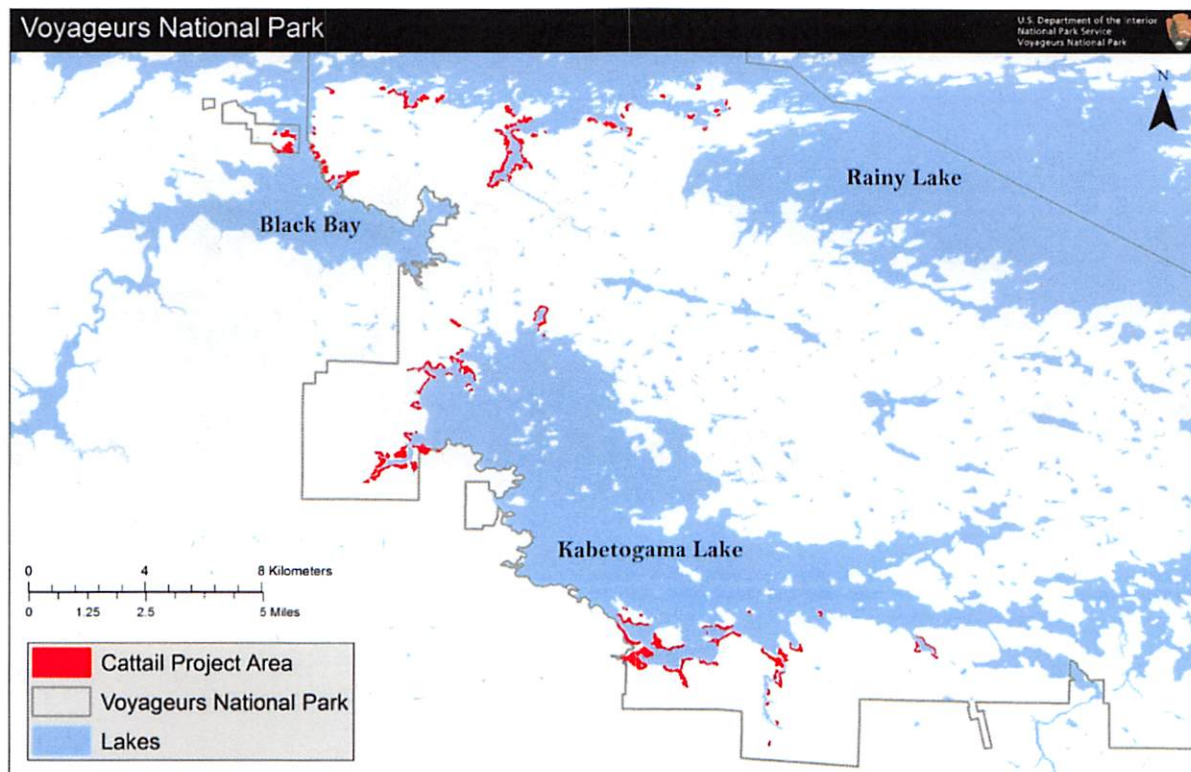 Voyageurs National Park
U.S. Department of the Interior
National Park Service
Voyageurs National Park
N
Rainy Lake
Black Bay
Kabetogama Lake
0 4 8 Kilometers
0 1.25 2.5 5 Miles
Cattail Project Area
Voyageurs National Park
Lakes